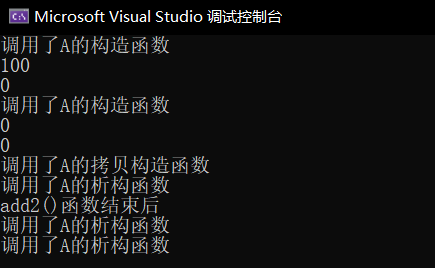 Microsoft Visual Studio 调试控制台
调用了A的构造函数
100
0
调用了A的构造函数
0
0
调用了A的拷贝构造函数
调用了A的析构函数
add2()函数结束后
调用了A的析构函数
调用了A的析构函数